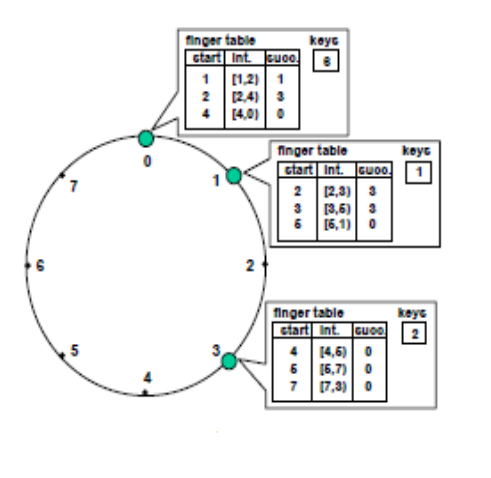 finger table keys
start int. succ. 6
1 [1,2) 1
2 [2,4) 3
4 [4,0) 0
0
finger table keys
start int. succ. 1
2 [2,3) 3
3 [3,5) 3
5 [5,1) 0
1
7
6
2
5
4
3
finger table keys
start int. succ. 2
4 [4,5) 0
5 [5,7) 0
7 [7,3) 0